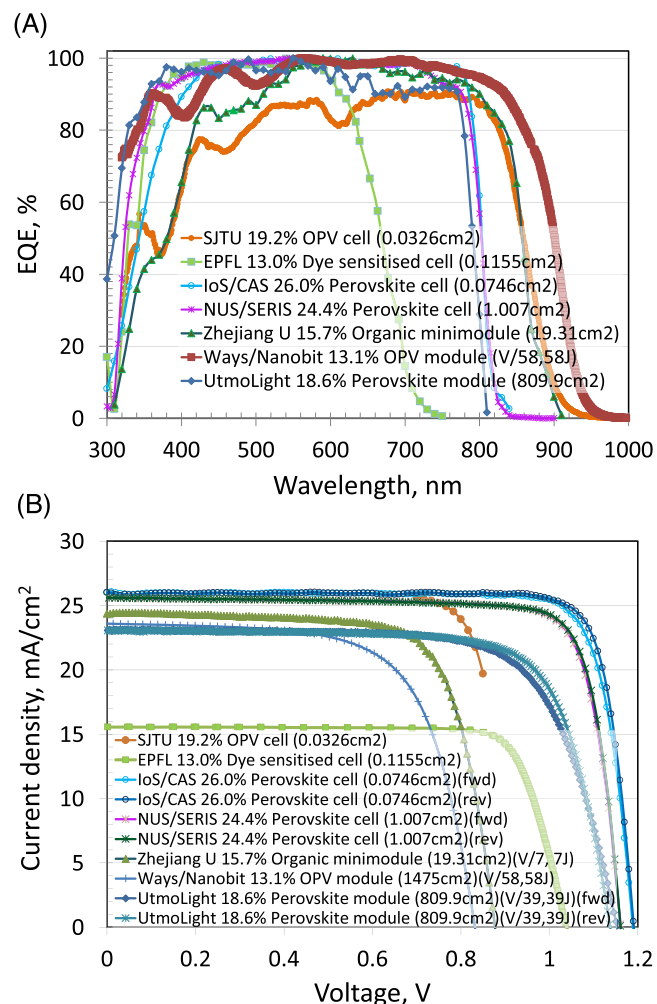 (A)
100
80
60
40
20
0
EQE, %
SJTU 19.2% OPV cell (0.0326cm2)
EPFL 13.0% Dye sensitised cell (0.1155cm2)
IoS/CAS 26.0% Perovskite cell (0.0746cm2)
NUS/SERIS 24.4% Perovskite cell (1.007cm2)
Zhejiang U 15.7% Organic minimodule (19.31cm2)
Ways/Nanobit 13.1% OPV module (V/58,58J)
UtmoLight 18.6% Perovskite module (809.9cm2)
300 400 500 600 700 800 900 1000
Wavelength, nm
(B)
30
25
20
15
10
5
0
Current density, mA/cm²
SJTU 19.2% OPV cell (0.0326cm2)
EPFL 13.0% Dye sensitised cell (0.1155cm2)
IoS/CAS 26.0% Perovskite cell (0.0746cm2)(fwd)
IoS/CAS 26.0% Perovskite cell (0.0746cm2)(rev)
NUS/SERIS 24.4% Perovskite cell (1.007cm2)(fwd)
NUS/SERIS 24.4% Perovskite cell (1.007cm2)(rev)
Zhejiang U 15.7% Organic minimodule (19.31cm2)(V/7,7J)
Ways/Nanobit 13.1% OPV module (1475cm2)(V/58,58J)
UtmoLight 18.6% Perovskite module (809.9cm2)(V/39,39J)(fwd)
UtmoLight 18.6% Perovskite module (809.9cm2)(V/39,39J)(rev)
0 0.2 0.4 0.6 0.8 1 1.2
Voltage, V